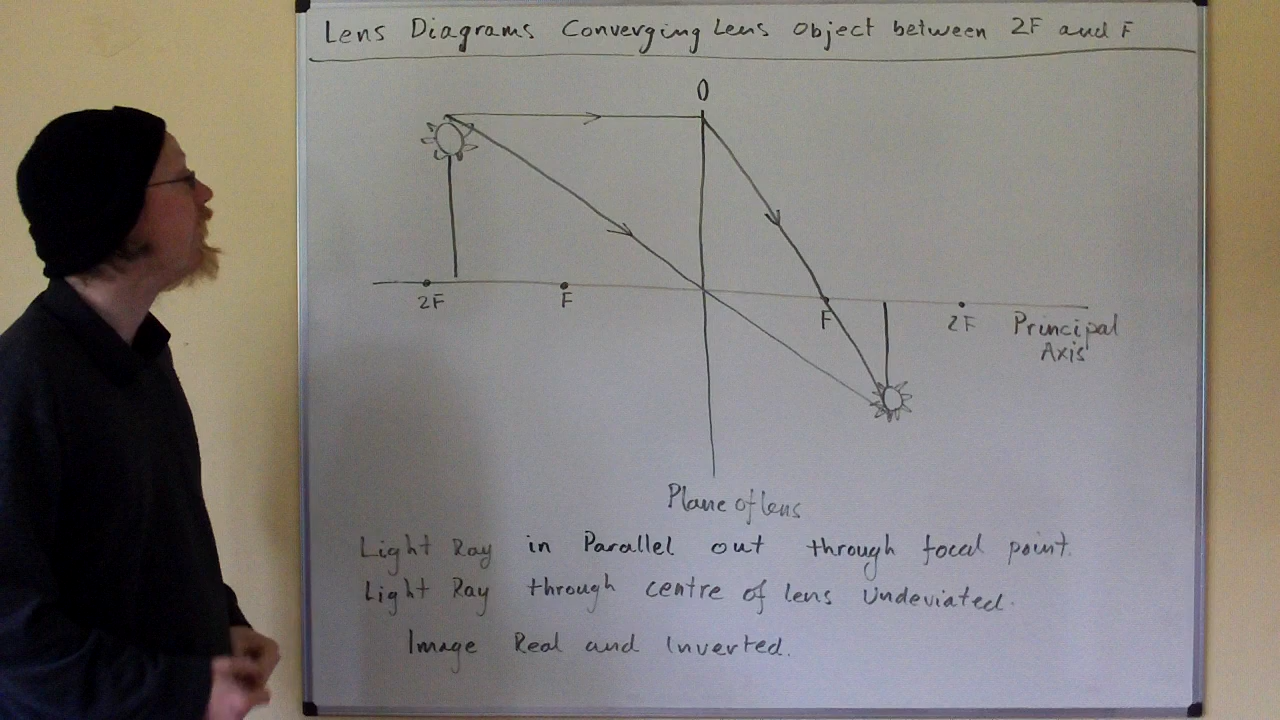 Lens Diagrams Converging Lens object between 2F and F
O
2F
F
F
2F
Principal
Axis
Plane of lens
Light Ray in Parallel out through focal point.
Light Ray through centre of lens Undeviated.
Image Real and Inverted.